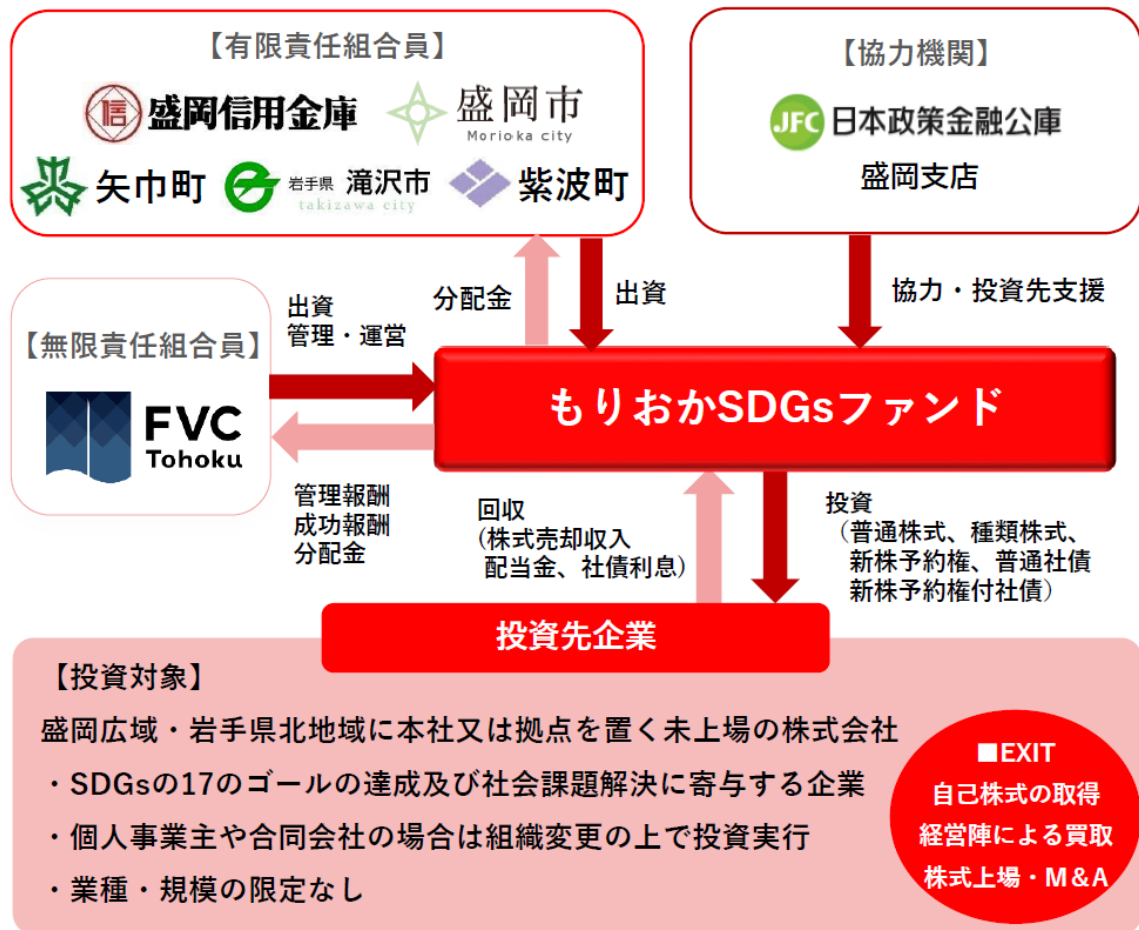 【有限責任組合員】
信 盛岡信用金庫
盛岡市
Morioka city
矢巾町
岩手県 滝沢市
takizawa city
紫波町
【協力機関】
JFC 日本政策金融公庫
盛岡支店
【無限責任組合員】
FVC
Tohoku
出資
管理・運営
分配金
出資
協力・投資先支援
もりおかSDGsファンド
管理報酬
成功報酬
分配金
回収
(株式売却収入
配当金、社債利息)
投資
(普通株式、種類株式、
新株予約権、普通社債
新株予約権付社債)
投資先企業
【投資対象】
盛岡広域・岩手県北地域に本社又は拠点を置く未上場の株式会社
・SDGsの17のゴールの達成及び社会課題解決に寄与する企業
・個人事業主や合同会社の場合は組織変更の上で投資実行
・業種・規模の限定なし
■EXIT
自己株式の取得
経営陣による買取
株式上場・M&A